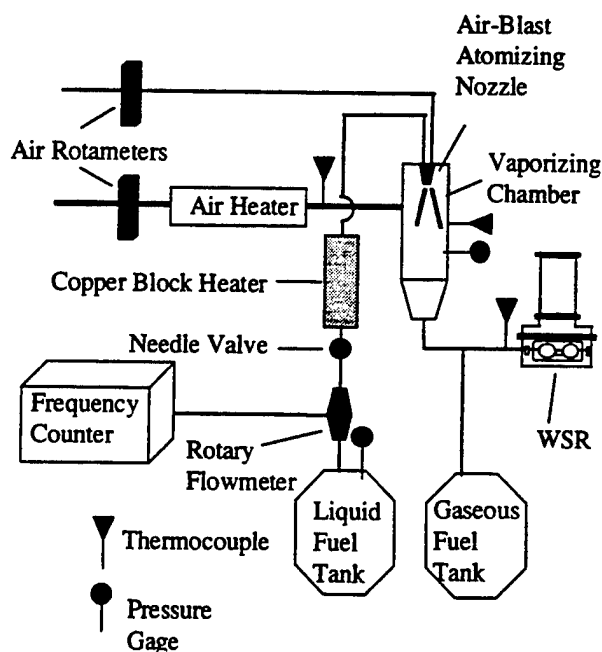 Air-Blast
Atomizing
Nozzle
Air Rotameters
Vaporizing
Chamber
Air Heater
Copper Block Heater
Needle Valve
Frequency
Counter
Rotary
Flowmeter
WSR
Liquid
Fuel
Tank
Gaseous
Fuel
Tank
Thermocouple
Pressure
Gage